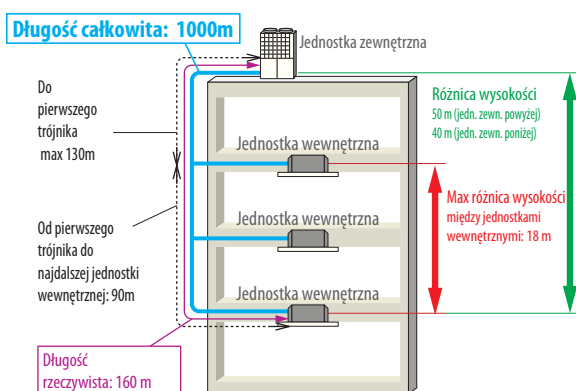 Długość całkowita: 1000m
Jednostka zewnętrzna
Do
pierwszego
trójnika
max 130m
Różnica wysokości
50 m (jedn. zewn. powyżej)
40 m (jedn. zewn. poniżej)
Jednostka wewnętrzna
Max różnica wysokości
między jednostkami
wewnętrznymi: 18 m
Jednostka wewnętrzna
Od pierwszego
trójnika do
najdalszej jednostki
wewnętrznej: 90m
Jednostka wewnętrzna
Długość
rzeczywista: 160 m